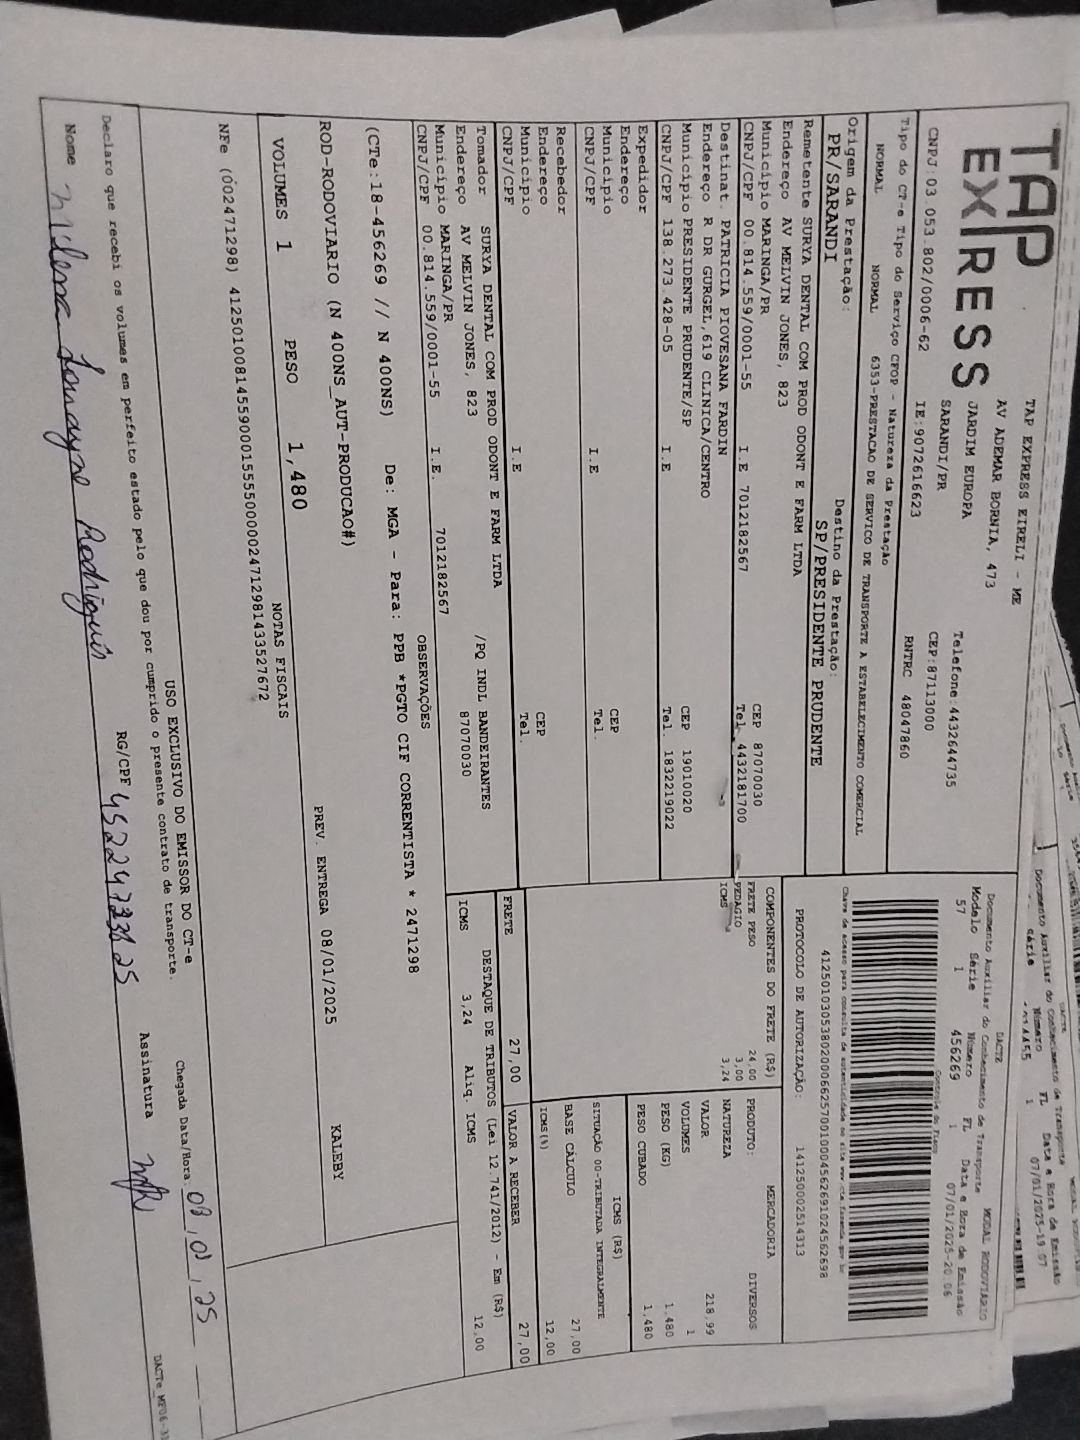 TAP
EXPRESS
TAP EXPRESS EIRELI - ME
AV ADEMAR BORNIA, 473
JARDIM EUROPA
SARANDI/PR
Telefone:4432644735
CEP:87113000
CNPJ:03.053.802/0006-62 IE:9072616623 RNTRC 48047860
Tipo do CT-e Tipo do Serviço CFOP - Natureza da Prestação
NORMAL NORMAL 6353-PRESTACAO DE SERVICO DE TRANSPORTE A ESTABELECIMENTO COMERCIAL
Origem da Prestação: Destino da Prestação:
PR/SARANDI SP/PRESIDENTE PRUDENTE
DACTE MODAL RODOVIÁRIO
Documento Auxiliar do Conhecimento de Transporte
Modelo Série Número FL Data e Hora de Emissão
57 1 456269 1 07/01/2025-20 06
Controle do Fisco
Chave de acesso para consulta de autenticidade no site www.cte.fazenda.gov.br
PROTOCOLO DE AUTORIZAÇÃO: 141250002514313
Remetente SURYA DENTAL COM PROD ODONT E FARM LTDA
Endereço AV MELVIN JONES, 823
Município MARINGA/PR CEP 87070030
CNPJ/CPF 00.814.559/0001-55 I.E 7012182567 Tel 4432181700
Destinat. PATRICIA PIOVESANA FARDIN
Endereço R DR GURGEL,619 CLINICA/CENTRO
Município PRESIDENTE PRUDENTE/SP CEP 19010020
CNPJ/CPF 138.273.428-05 I.E Tel. 1832219022
Expedidor
Endereço
Município CEP
CNPJ/CPF I.E Tel.
Recebedor
Endereço
Município CEP
CNPJ/CPF I.E Tel.
Tomador SURYA DENTAL COM PROD ODONT E FARM LTDA
Endereço AV MELVIN JONES, 823 /PQ INDL BANDEIRANTES
Município MARINGA/PR 87070030
CNPJ/CPF 00.814.559/0001-55 I.E. 7012182567
COMPONENTES DO FRETE (R$)
FRETE PESO 24,00
PEDAGIO 3,00
ICMS 3,24
MERCADORIA
PRODUTO: DIVERSOS
NATUREZA
VALOR 218,99
VOLUMES 1
PESO (KG) 1,480
PESO CUBADO 1,480
ICMS (R$)
SITUAÇÃO 00-TRIBUTADA INTEGRALMENTE
BASE CÁLCULO 27,00
ICMS(%) 12,00
FRETE 27,00 VALOR A RECEBER 27,00
DESTAQUE DE TRIBUTOS (Lei 12.741/2012) - Em (R$)
ICMS 3,24 Aliq. ICMS 12,00
OBSERVAÇÕES
(CTe:18-456269 // N 400NS) De: MGA - Para: PPB *PGTO CIF CORRENTISTA * 2471298
ROD-RODOVIARIO (N 400NS_AUT-PRODUCAO#)
PREV. ENTREGA 08/01/2025 KALEBY
VOLUMES 1 PESO 1,480
NOTAS FISCAIS
USO EXCLUSIVO DO EMISSOR DO CT-e
Declaro que recebi os volumes em perfeito estado pelo que dou por cumprido o presente contrato de transporte.
Chegada Data/Hora.
Nome Milena Rodrigues RG/CPF Assinatura